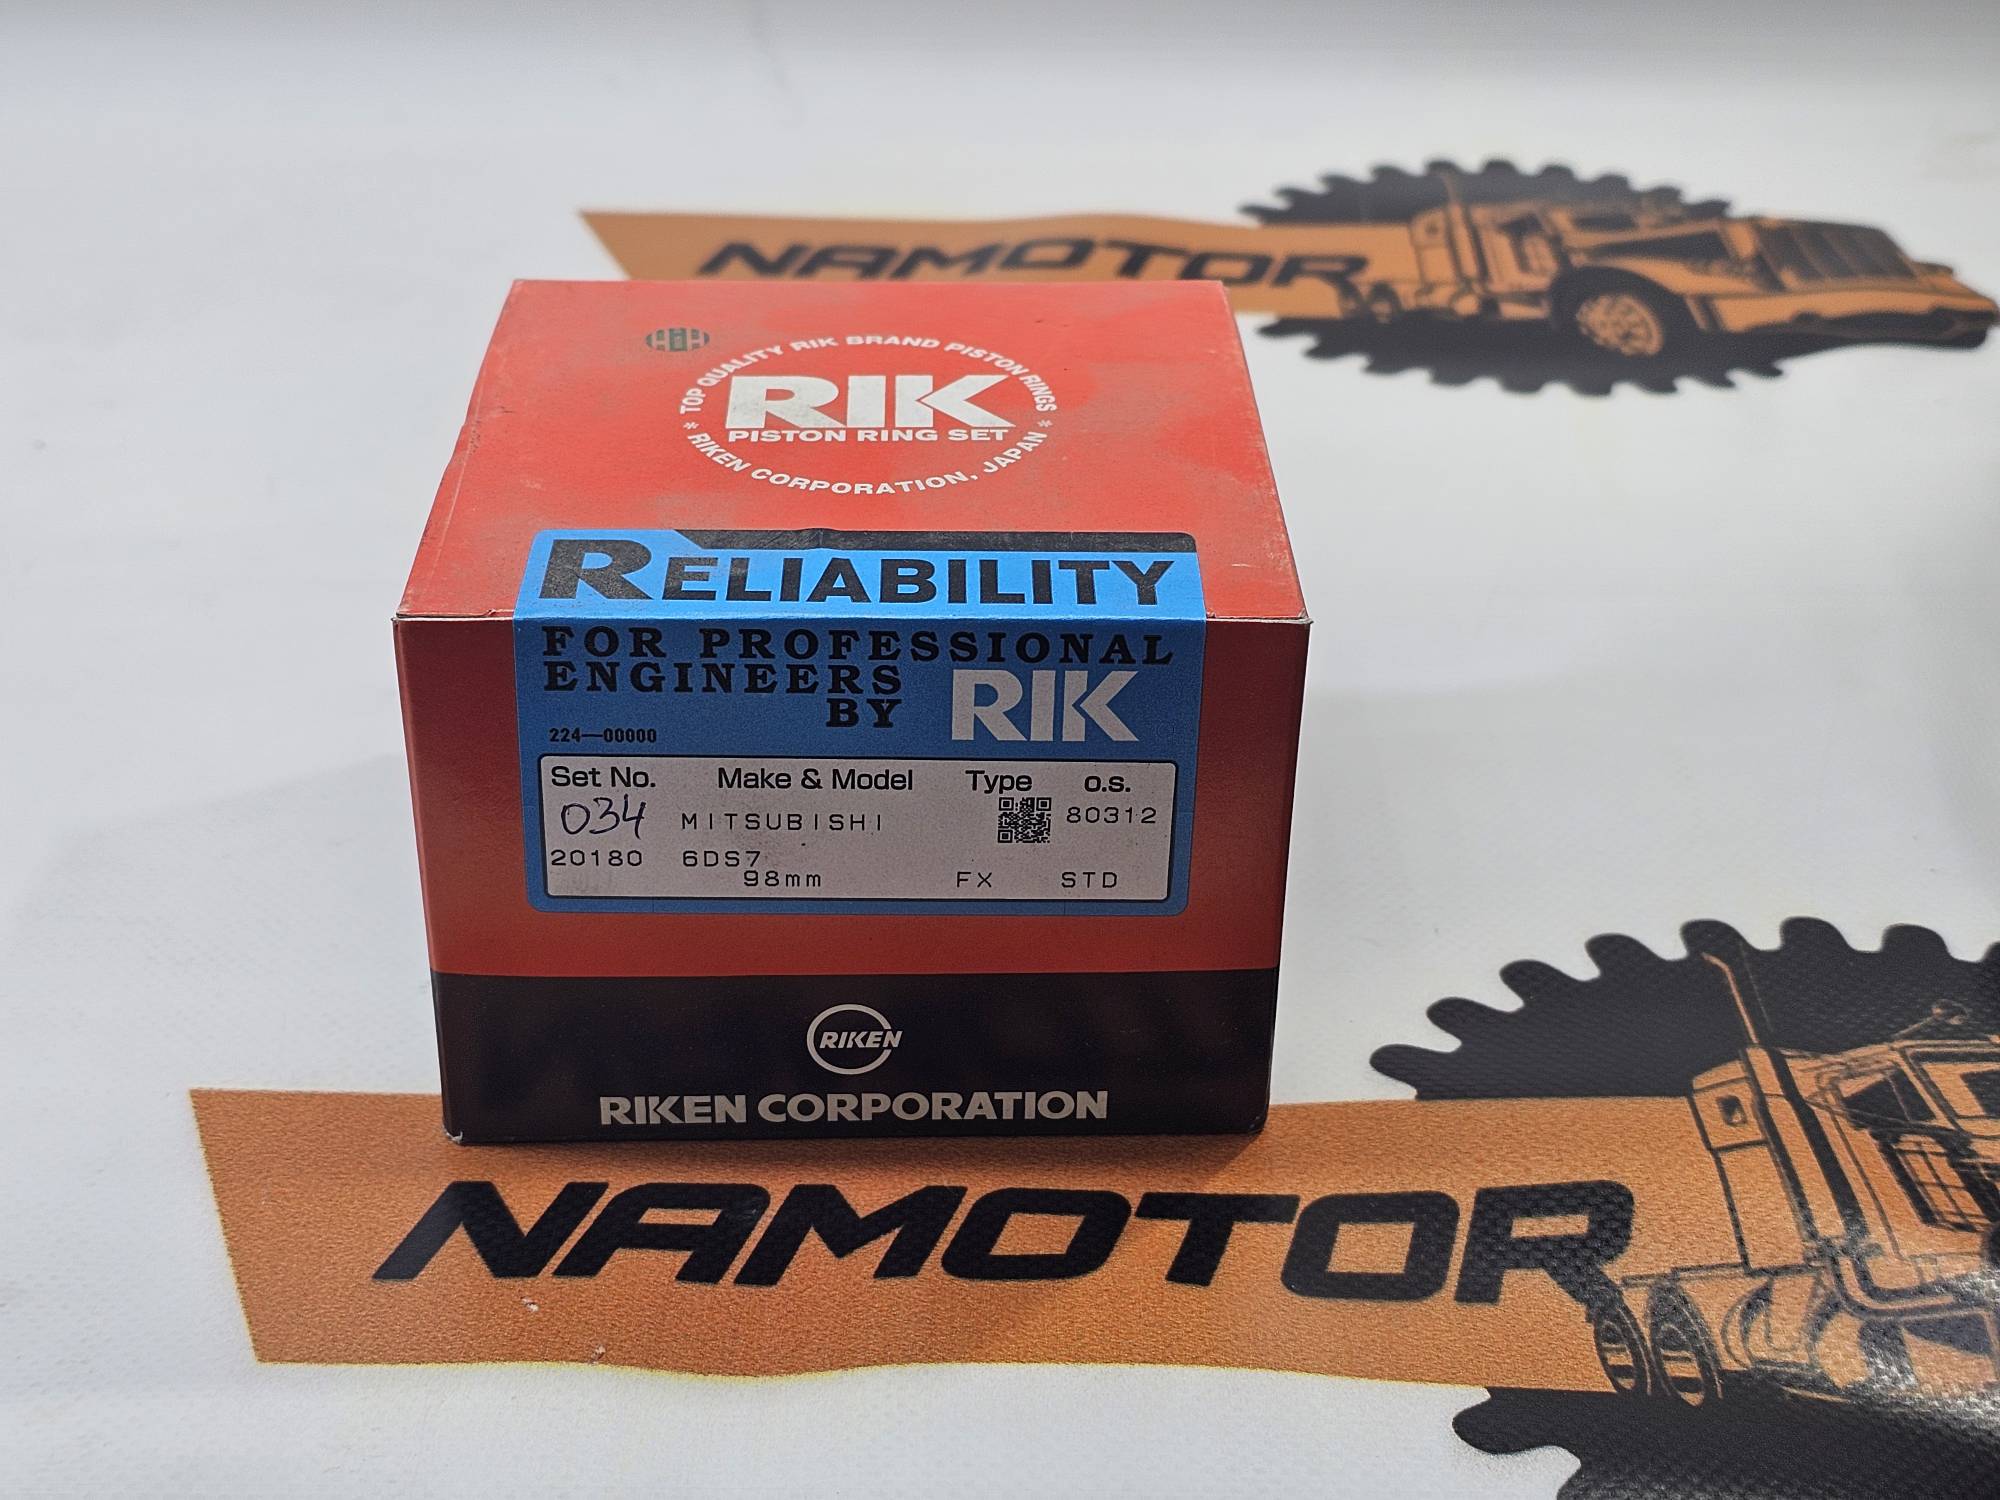 NAMOTOR
TOP QUALITY RIK BRAND PISTON RINGS
RIK
PISTON RING SET
* RIKEN CORPORATION, JAPAN *
RELIABILITY
FOR PROFESSIONAL
ENGINEERS
BY RIK
224-00000
Set No. Make & Model Type o.s.
034 MITSUBISHI 80312
20180 6DS7
98mm FX STD
RIKEN
RIKEN CORPORATION
NAMOTOR